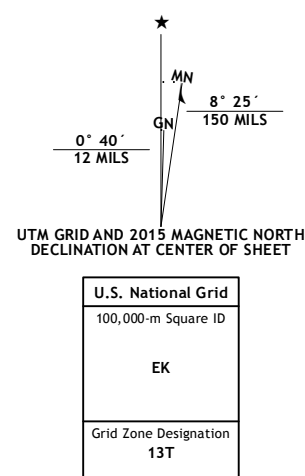 MN
GN
8° 25´
150 MILS
0° 40´
12 MILS
UTM GRID AND 2015 MAGNETIC NORTH
DECLINATION AT CENTER OF SHEET
U.S. National Grid
100,000-m Square ID
EK
Grid Zone Designation
13T